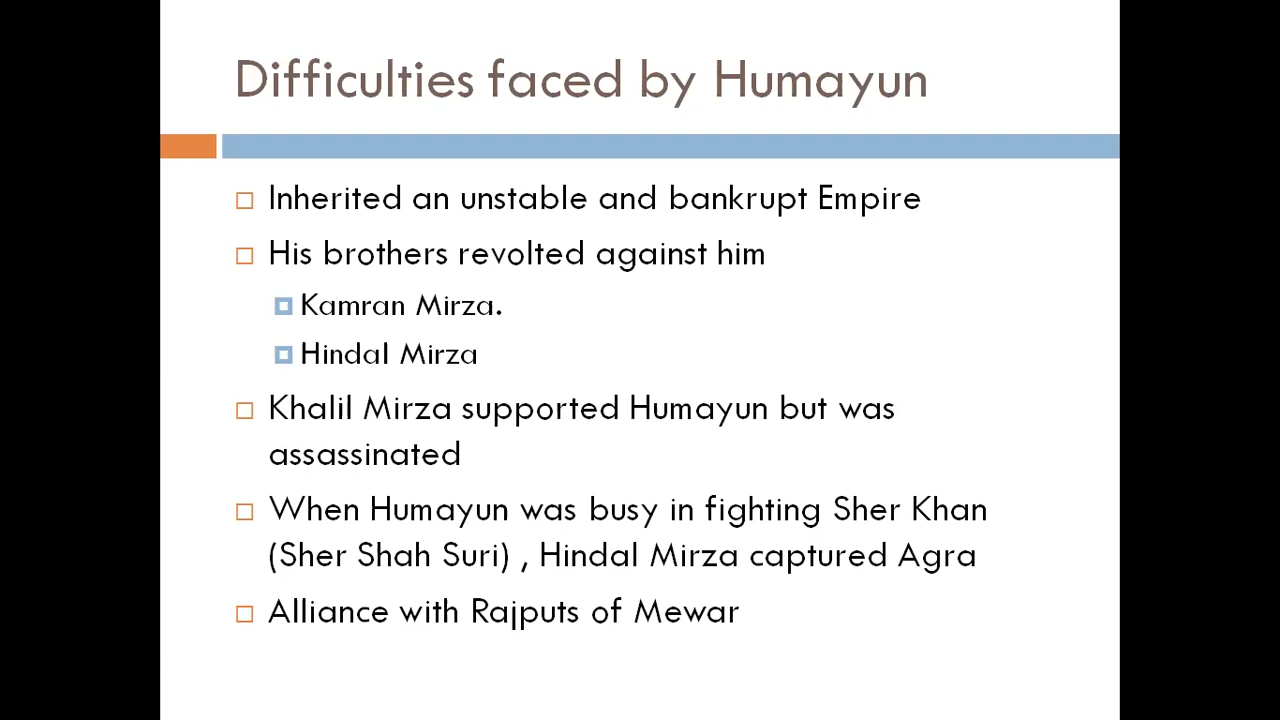 Difficulties faced by Humayun
Inherited an unstable and bankrupt Empire
His brothers revolted against him
Kamran Mirza.
Hindal Mirza
Khalil Mirza supported Humayun but was
assassinated
When Humayun was busy in fighting Sher Khan
(Sher Shah Suri) , Hindal Mirza captured Agra
Alliance with Rajputs of Mewar